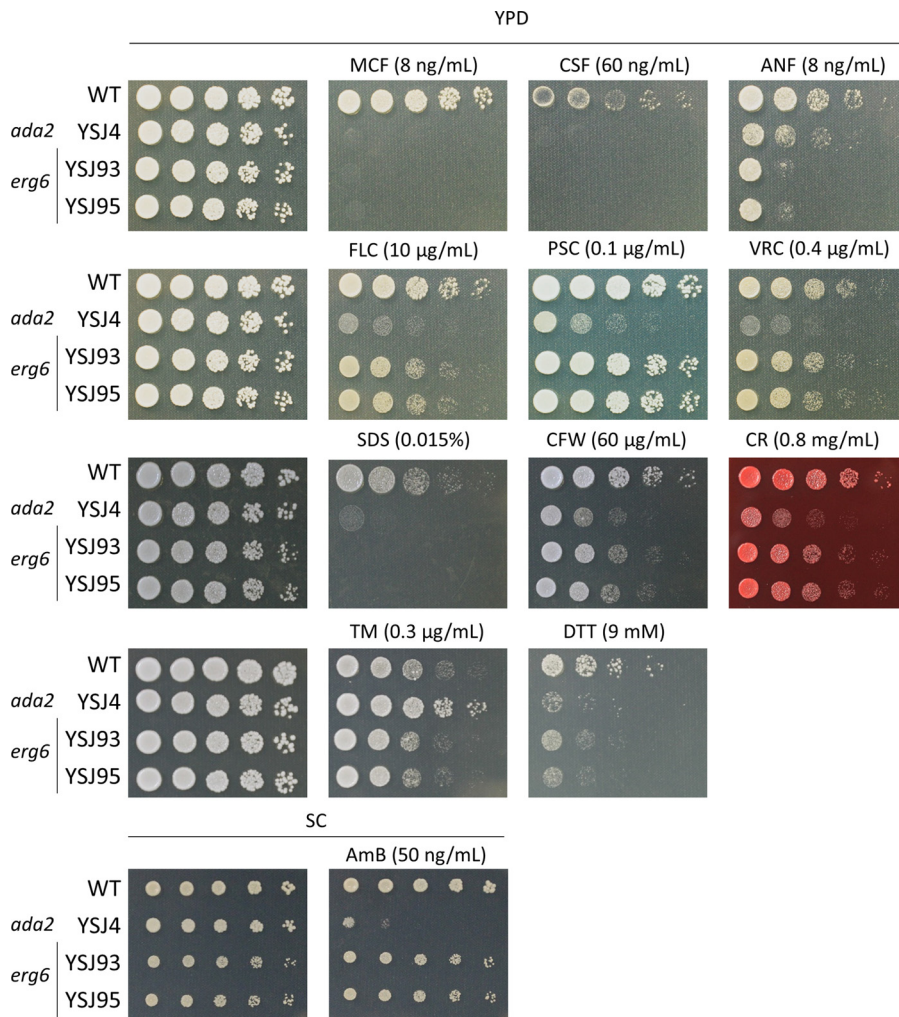 YPD
MCF (8 ng/mL) CSF (60 ng/mL) ANF (8 ng/mL)
WT
ada2 YSJ4
erg6 YSJ93
YSJ95
FLC (10 µg/mL) PSC (0.1 µg/mL) VRC (0.4 µg/mL)
WT
ada2 YSJ4
erg6 YSJ93
YSJ95
SDS (0.015%) CFW (60 µg/mL) CR (0.8 mg/mL)
WT
ada2 YSJ4
erg6 YSJ93
YSJ95
TM (0.3 µg/mL) DTT (9 mM)
WT
ada2 YSJ4
erg6 YSJ93
YSJ95
SC
AmB (50 ng/mL)
WT
ada2 YSJ4
erg6 YSJ93
YSJ95